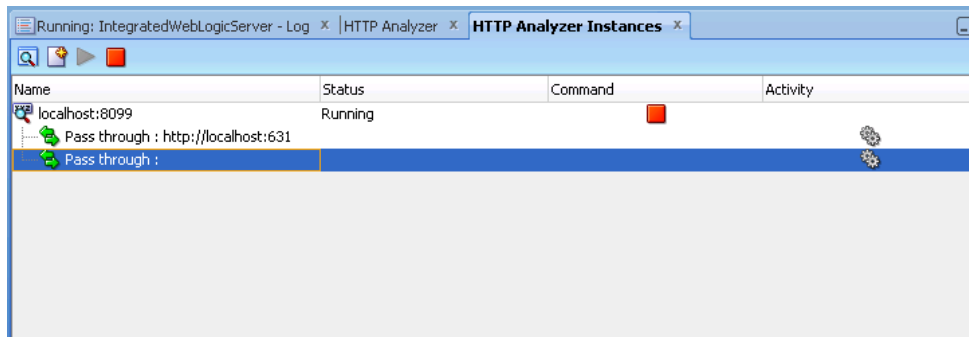 Running: IntegratedWebLogicServer - Log HTTP Analyzer HTTP Analyzer Instances
Name Status Command Activity
localhost:8099 Running
Pass through : http://localhost:631
Pass through :